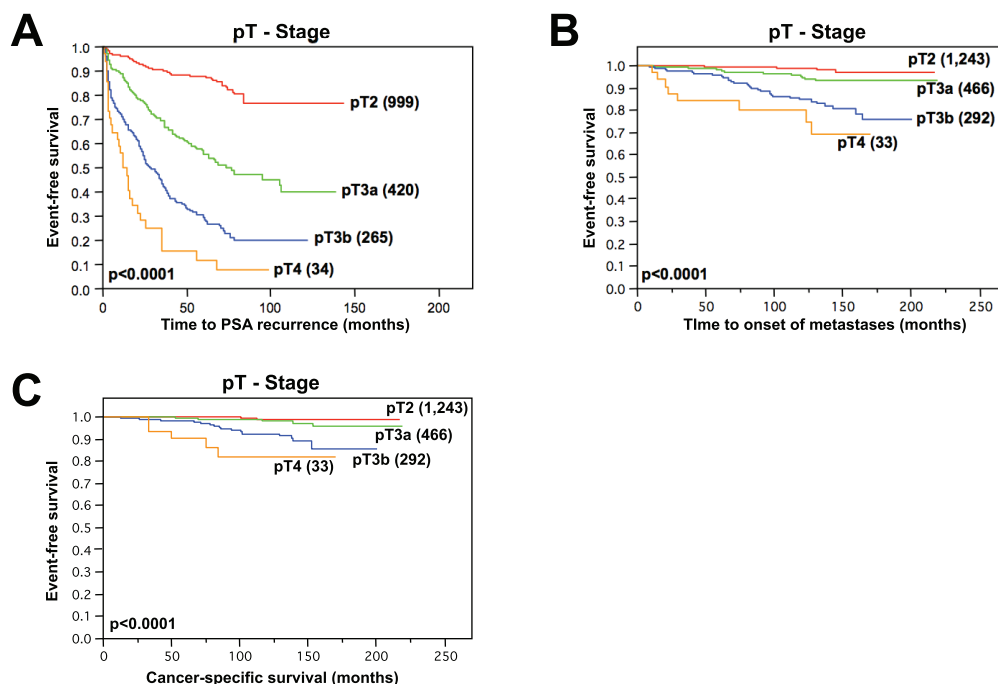 A
pT - Stage
Event-free survival
1.0
0.9
0.8
0.7
0.6
0.5
0.4
0.3
0.2
0.1
0.0
pT2 (999)
pT3a (420)
pT3b (265)
pT4 (34)
p<0.0001
0 50 100 150 200
Time to PSA recurrence (months)
B
pT - Stage
Event-free survival
1.0
0.9
0.8
0.7
0.6
0.5
0.4
0.3
0.2
0.1
0.0
pT2 (1,243)
pT3a (466)
pT3b (292)
pT4 (33)
p<0.0001
0 50 100 150 200 250
TIme to onset of metastases (months)
C
pT - Stage
Event-free survival
1.0
0.9
0.8
0.7
0.6
0.5
0.4
0.3
0.2
0.1
0.0
pT2 (1,243)
pT3a (466)
pT3b (292)
pT4 (33)
p<0.0001
0 50 100 150 200 250
Cancer-specific survival (months)